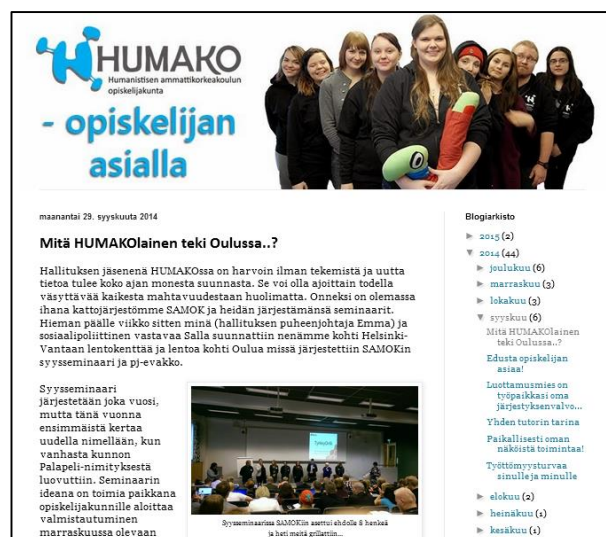 HUMAKO
Humanistisen ammattikorkeakoulun
opiskelijakunta
- opiskelijan
asialla
maanantai 29. syyskuuta 2014
Mitä HUMAKOlainen teki Oulussa..?
Hallituksen jäsenenä HUMAKOssa on harvoin ilman tekemistä ja uutta
tietoa tulee koko ajan monesta suunnasta. Se voi olla ajoittain todella
väsyttävää kaikesta mahtavuudestaan huolimatta. Onneksi on olemassa
ihana kattojärjestömme SAMOK ja heidän järjestämänsä seminaarit.
Hieman päälle viikko sitten minä (hallituksen puheenjohtaja Emma) ja
sosiaalipoliittinen vastaavaa Salla suunnattiin nenämme kohti Helsinki-
Vantaan lentokenttää ja lentoa kohti Oulua missä järjestettiin SAMOKin
syysseminaari ja pj-evakko.
Syysseminaari
järjestetään joka vuosi,
mutta tänä vuonna
ensimmäistä kertaa
uudella nimellään, kun
vanhasta kunnon
Palapeli-nimityksestä
luovuttiin. Seminaarin
ideana on toimia paikkana
opiskelijakunnille aloittaa
valmistautuminen
marraskuussa olevaan
Syysseminaarissa SAMOKiin asettui ehdolle 8 henkeä
ja heti meitä grillattiin...
Blogiarkisto
► 2015 (2)
▼ 2014 (44)
► joulukuu (6)
► marraskuu (3)
► lokakuu (3)
▼ syyskuu (6)
Mitä HUMAKOlainen
teki Oulussa..?
Edusta opiskelijan
asiaa!
Luottamusmies on
työpaikkasi oma
järjestyksenvalvo...
Yhden tutorin tarina
Paikallisesti oman
näköistä toimintaa!
Työttömyysturvaa
sinulle ja minulle
► elokuu (2)
► heinäkuu (1)
► kesäkuu (1)